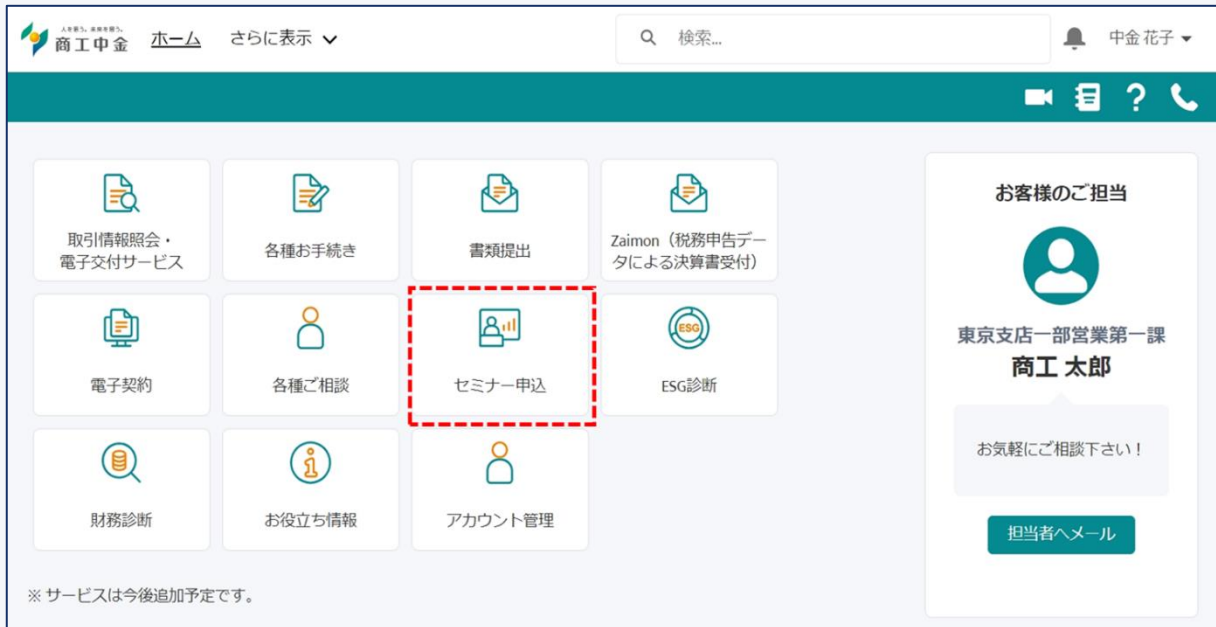 人を思う。未来を想う。
商工中金 ホーム さらに表示
検索...
中金 花子
取引情報照会・
電子交付サービス
各種お手続き
書類提出
Zaimon（税務申告デー
タによる決算書受付）
電子契約
各種ご相談
セミナー申込
ESG
ESG診断
財務診断
お役立ち情報
アカウント管理
※ サービスは今後追加予定です。
お客様のご担当
東京支店一部営業第一課
商工 太郎
お気軽にご相談下さい！
担当者へメール